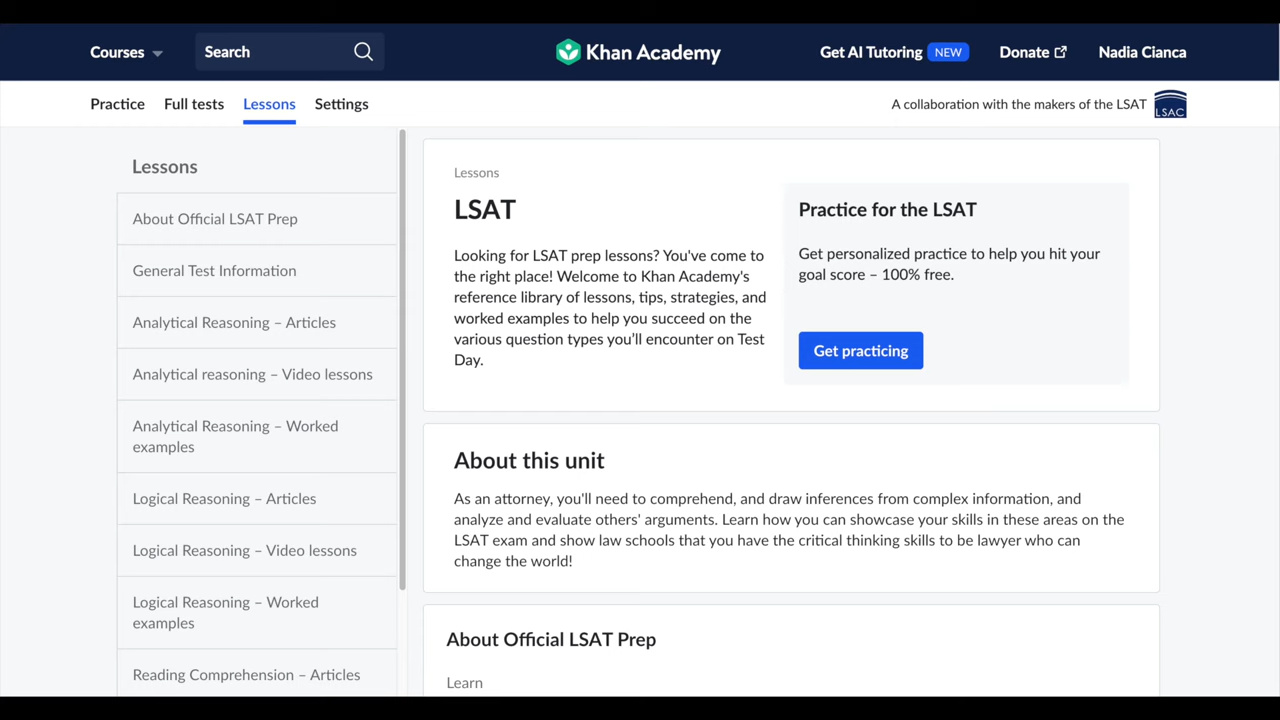 Courses
Search
Khan Academy
Get AI Tutoring NEW
Donate
Nadia Cianca
Practice
Full tests
Lessons
Settings
A collaboration with the makers of the LSAT
LSAC
Lessons
About Official LSAT Prep
General Test Information
Analytical Reasoning – Articles
Analytical reasoning – Video lessons
Analytical Reasoning – Worked
examples
Logical Reasoning – Articles
Logical Reasoning – Video lessons
Logical Reasoning – Worked
examples
Reading Comprehension – Articles
Lessons
LSAT
Looking for LSAT prep lessons? You've come to
the right place! Welcome to Khan Academy's
reference library of lessons, tips, strategies, and
worked examples to help you succeed on the
various question types you'll encounter on Test
Day.
Practice for the LSAT
Get personalized practice to help you hit your
goal score – 100% free.
Get practicing
About this unit
As an attorney, you'll need to comprehend, and draw inferences from complex information, and
analyze and evaluate others' arguments. Learn how you can showcase your skills in these areas on the
LSAT exam and show law schools that you have the critical thinking skills to be lawyer who can
change the world!
About Official LSAT Prep
Learn